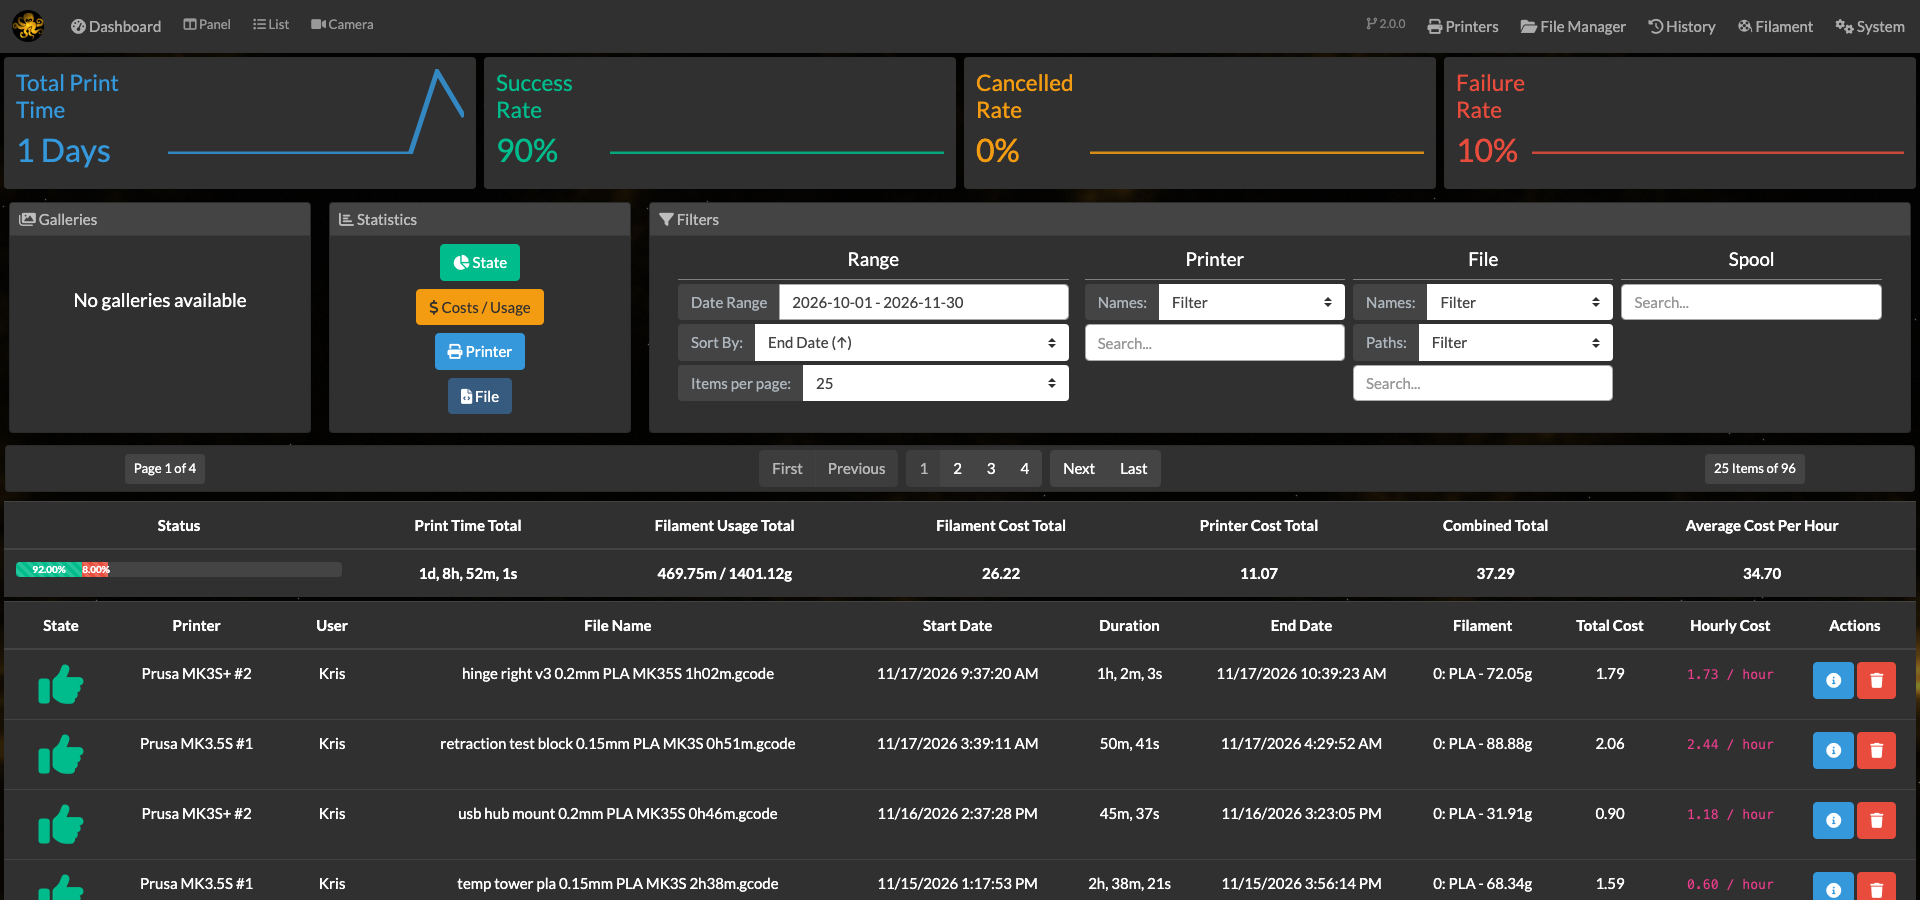 Dashboard Panel List Camera 2.0.0 Printers File Manager History Filament System
Total Print
Time
1 Days
Success
Rate
90%
Cancelled
Rate
0%
Failure
Rate
10%
Galleries
No galleries available
Statistics
State
$ Costs / Usage
Printer
File
Filters
Range Printer File Spool
Date Range 2026-10-01 - 2026-11-30 Names: Filter Names: Filter Search...
Sort By: End Date (↑) Search... Paths: Filter
Items per page: 25 Search...
Page 1 of 4 First Previous 1 2 3 4 Next Last 25 Items of 96
Status Print Time Total Filament Usage Total Filament Cost Total Printer Cost Total Combined Total Average Cost Per Hour
92.00% 8.00% 1d, 8h, 52m, 1s 469.75m / 1401.12g 26.22 11.07 37.29 34.70
State Printer User File Name Start Date Duration End Date Filament Total Cost Hourly Cost Actions
Prusa MK3S+ #2 Kris hinge right v3 0.2mm PLA MK35S 1h02m.gcode 11/17/2026 9:37:20 AM 1h, 2m, 3s 11/17/2026 10:39:23 AM 0: PLA - 72.05g 1.79 1.73 / hour
Prusa MK3.5S #1 Kris retraction test block 0.15mm PLA MK3S 0h51m.gcode 11/17/2026 3:39:11 AM 50m, 41s 11/17/2026 4:29:52 AM 0: PLA - 88.88g 2.06 2.44 / hour
Prusa MK3S+ #2 Kris usb hub mount 0.2mm PLA MK35S 0h46m.gcode 11/16/2026 2:37:28 PM 45m, 37s 11/16/2026 3:23:05 PM 0: PLA - 31.91g 0.90 1.18 / hour
Prusa MK3.5S #1 Kris temp tower pla 0.15mm PLA MK3S 2h38m.gcode 11/15/2026 1:17:53 PM 2h, 38m, 21s 11/15/2026 3:56:14 PM 0: PLA - 68.34g 1.59 0.60 / hour